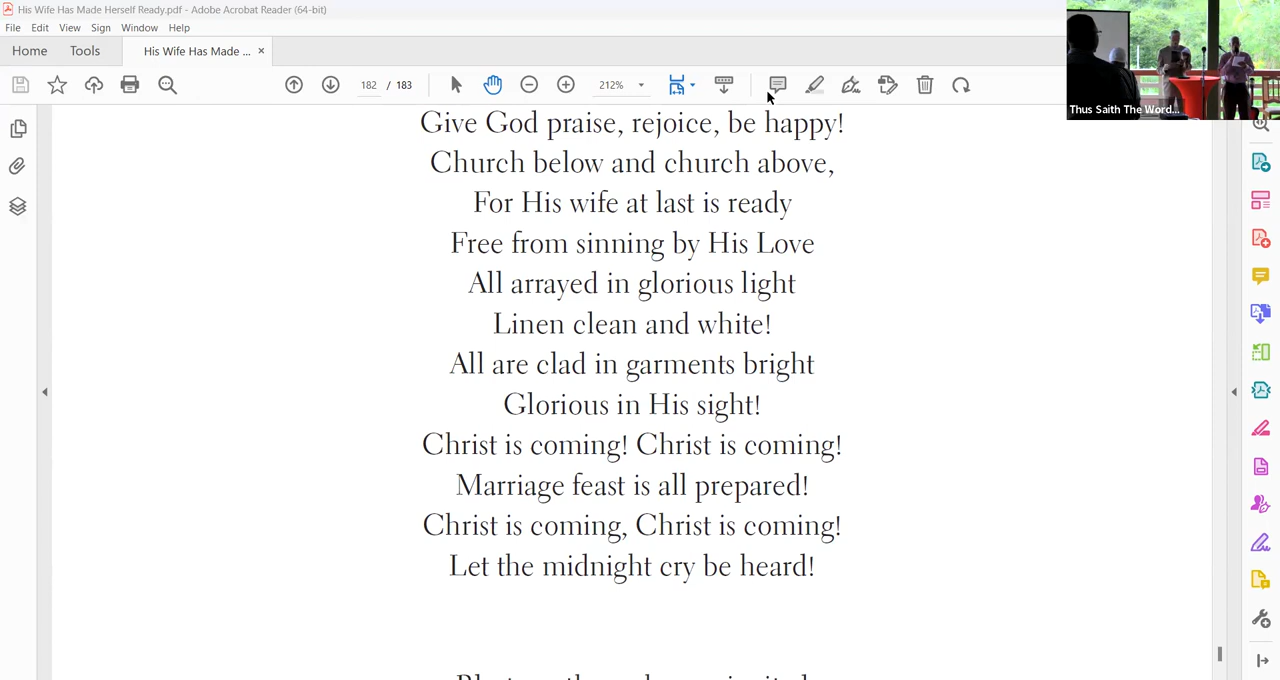 His Wife Has Made Herself Ready.pdf - Adobe Acrobat Reader (64-bit)
File Edit View Sign Window Help
Home Tools His Wife Has Made ... ×
182 / 183 212%
Thus Saith The Word...
Give God praise, rejoice, be happy!
Church below and church above,
For His wife at last is ready
Free from sinning by His Love
All arrayed in glorious light
Linen clean and white!
All are clad in garments bright
Glorious in His sight!
Christ is coming! Christ is coming!
Marriage feast is all prepared!
Christ is coming, Christ is coming!
Let the midnight cry be heard!